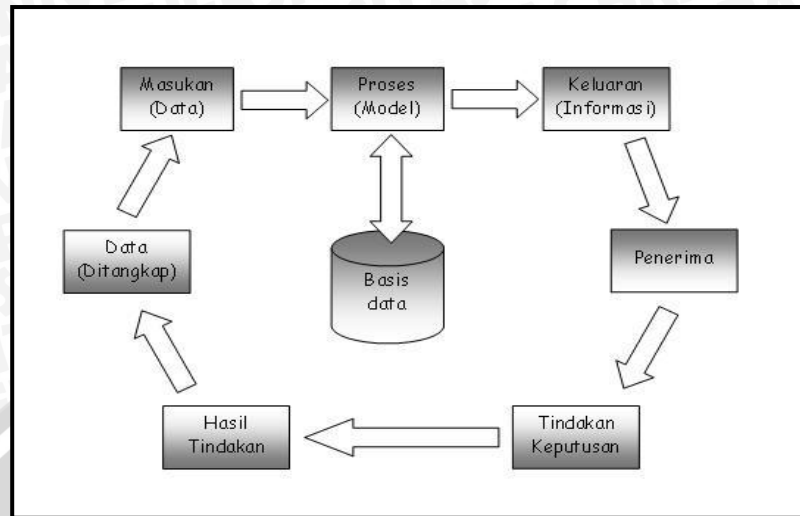 Masukan
(Data)
Proses
(Model)
Keluaran
(Informasi)
Data
(Ditangkap)
Basis
data
Penerima
Hasil
Tindakan
Tindakan
Keputusan